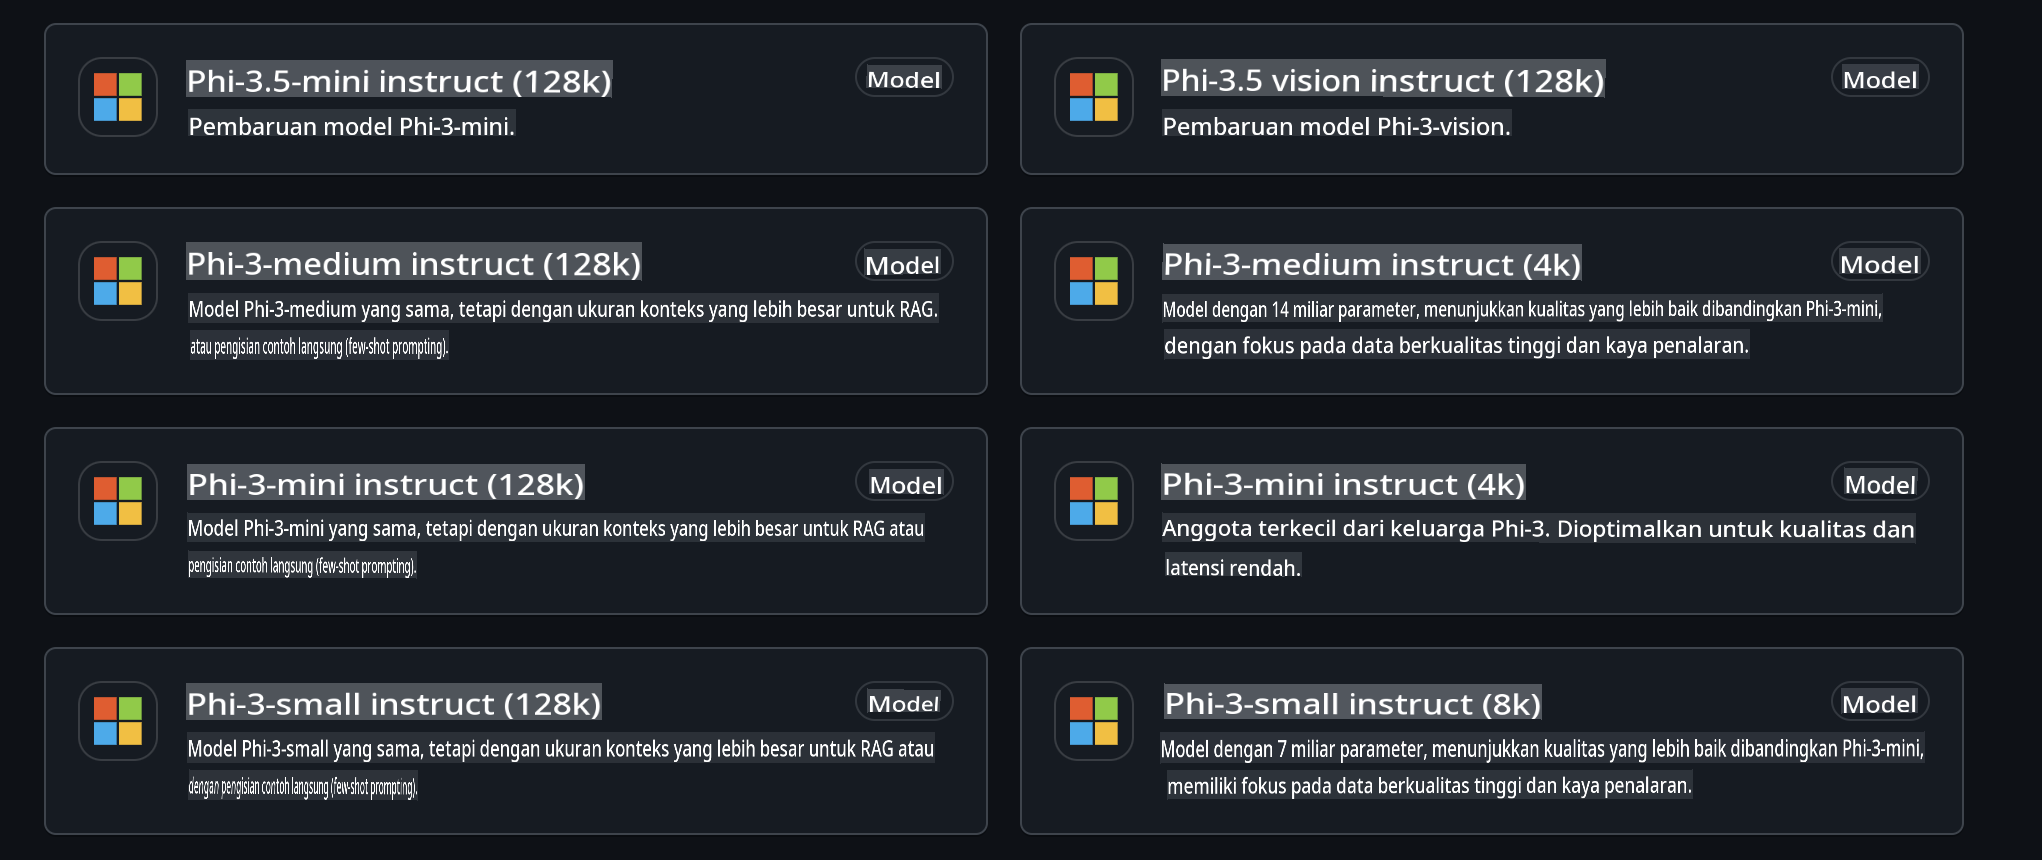 Phi-3.5-mini instruct (128k)
Model
Pembaruan model Phi-3-mini.
Phi-3.5 vision instruct (128k)
Model
Pembaruan model Phi-3-vision.
Phi-3-medium instruct (128k)
Model
Model Phi-3-medium yang sama, tetapi dengan ukuran konteks yang lebih besar untuk RAG.
atau pengisian contoh langsung (few-shot prompting).
Phi-3-medium instruct (4k)
Model
Model dengan 14 miliar parameter, menunjukkan kualitas yang lebih baik dibandingkan Phi-3-mini,
dengan fokus pada data berkualitas tinggi dan kaya penalaran.
Phi-3-mini instruct (128k)
Model
Model Phi-3-mini yang sama, tetapi dengan ukuran konteks yang lebih besar untuk RAG atau
pengisian contoh langsung (few-shot prompting).
Phi-3-mini instruct (4k)
Model
Anggota terkecil dari keluarga Phi-3. Dioptimalkan untuk kualitas dan
latensi rendah.
Phi-3-small instruct (128k)
Model
Model Phi-3-small yang sama, tetapi dengan ukuran konteks yang lebih besar untuk RAG atau
dengan pengisian contoh langsung (few-shot prompting).
Phi-3-small instruct (8k)
Model
Model dengan 7 miliar parameter, menunjukkan kualitas yang lebih baik dibandingkan Phi-3-mini,
memiliki fokus pada data berkualitas tinggi dan kaya penalaran.